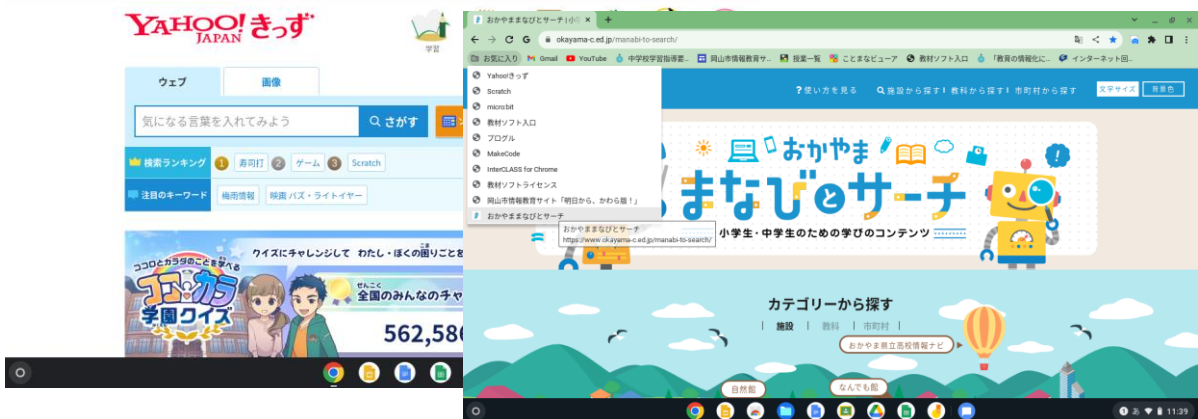 YAHOO!きっず
JAPAN
学習
ウェブ
画像
気になる言葉を入れてみよう
さがす
検索ランキング
1 寿司打 2 ゲーム 3 Scratch
注目のキーワード
梅雨情報
映画 バズ・ライトイヤー
ココロとカラダのことを学べる
ココカラ
学園クイズ
クイズにチャレンジして わたし・ぼくの困りごとを
ぜんこく
全国のみんなのチャ
562,586
おかやままなびとサーチ | 小
okayama-c.ed.jp/manabi-to-search/
お気に入り
Gmail
YouTube
中学校学習指導要...
岡山市情報教育サ...
授業一覧
ことまなビューア
教材ソフト入口
「教育の情報化に...
インターネット回...
Yahoo!きっず
Scratch
micro:bit
教材ソフト入口
プログル
MakeCode
InterCLASS for Chrome
教材ソフトライセンス
岡山市情報教育サイト「明日から、かわら版！」
おかやままなびとサーチ
おかやままなびとサーチ
https://www.okayama-c.ed.jp/manabi-to-search/
?使い方を見る
施設から探す
教科から探す
市町村から探す
文字サイズ
背景色
おかやま
まなびとサーチ
小学生・中学生のための学びのコンテンツ
カテゴリーから探す
施設 | 教科 | 市町村
おかやま県立高校情報ナビ
自然館
なんでも館
あ
11:39